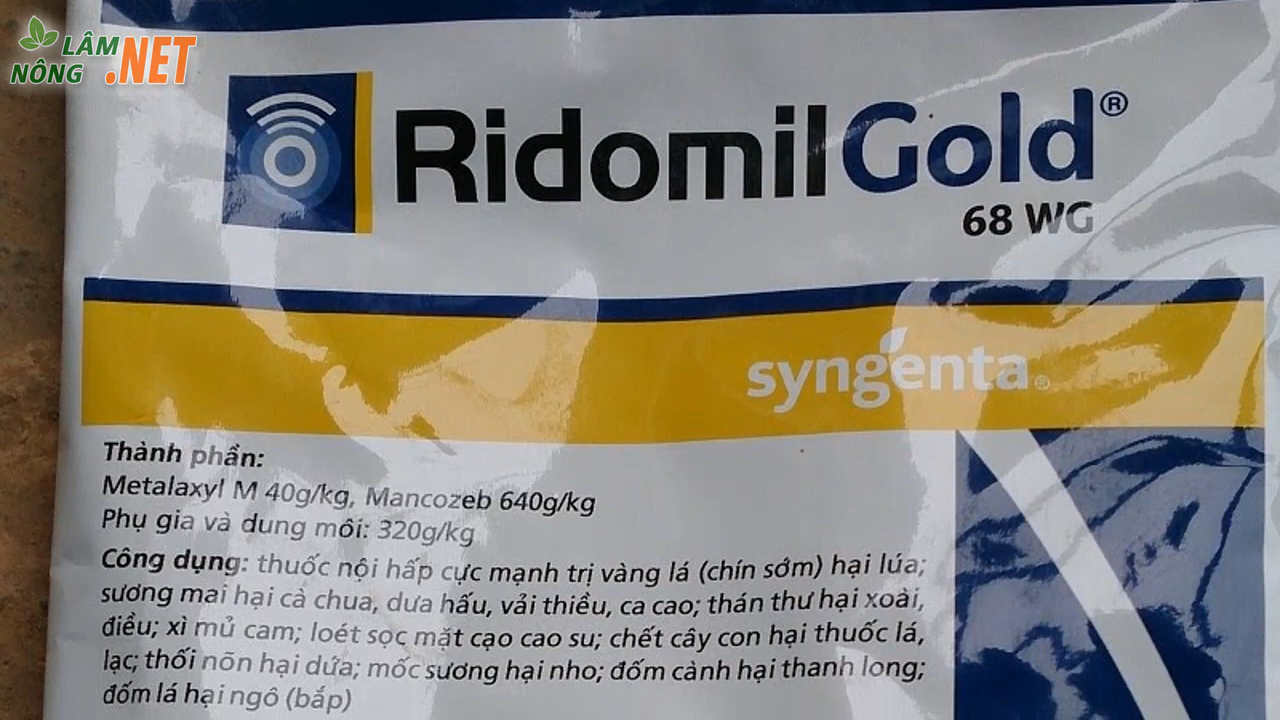 LÂM
NÔNG .NET
RidomilGold®
68 WG
syngenta®
Thành phần:
Metalaxyl M 40g/kg, Mancozeb 640g/kg
Phụ gia và dung môi: 320g/kg
Công dụng: thuốc nội hấp cực mạnh trị vàng lá (chín sớm) hại lúa;
sương mai hại cà chua, dưa hấu, vải thiều, ca cao; thán thư hại xoài,
điều; xì mủ cam; loét sọc mặt cạo cao su; chết cây con hại thuốc lá,
lạc; thối nõn hại dứa; mốc sương hại nho; đốm cành hại thanh long;
đốm lá hại ngô (bắp)